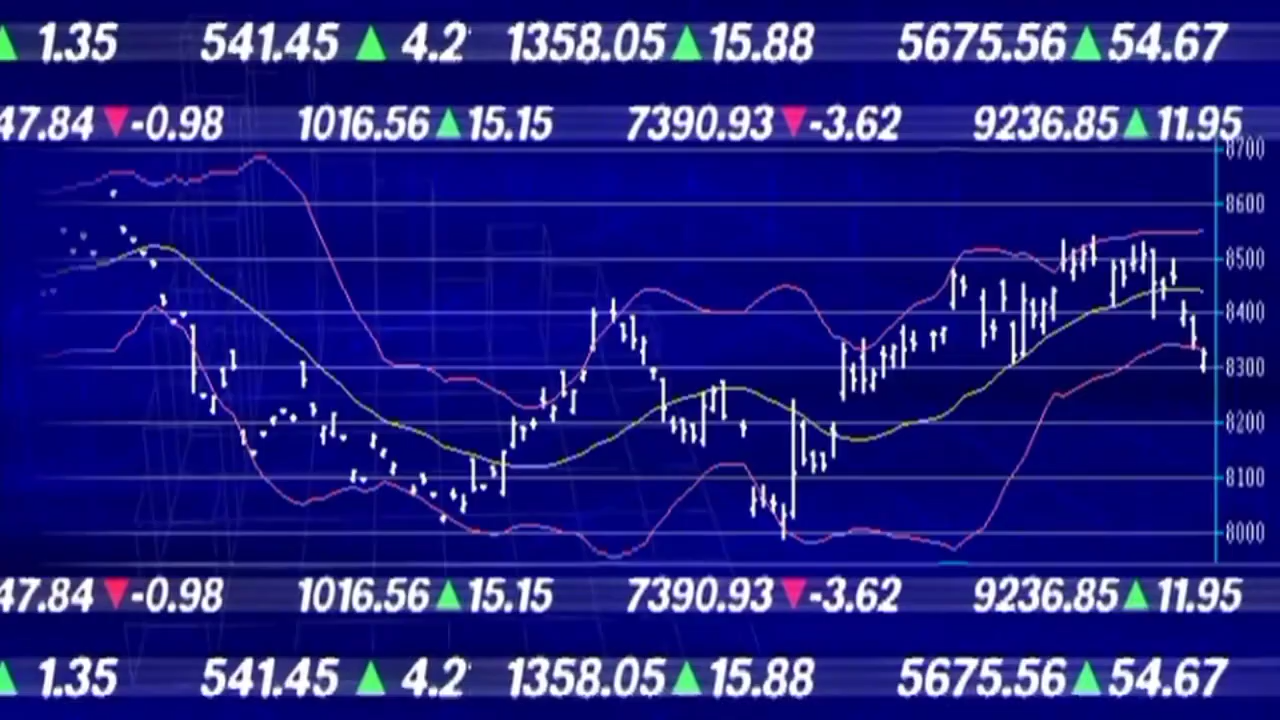 ▲ 1.35 541.45 ▲ 4.2 1358.05 ▲ 15.88 5675.56 ▲ 54.67
47.84 ▼ -0.98 1016.56 ▲ 15.15 7390.93 ▼ -3.62 9236.85 ▲ 11.95
8700
8600
8500
8400
8300
8200
8100
8000
47.84 ▼ -0.98 1016.56 ▲ 15.15 7390.93 ▼ -3.62 9236.85 ▲ 11.95
▲ 1.35 541.45 ▲ 4.2 1358.05 ▲ 15.88 5675.56 ▲ 54.67